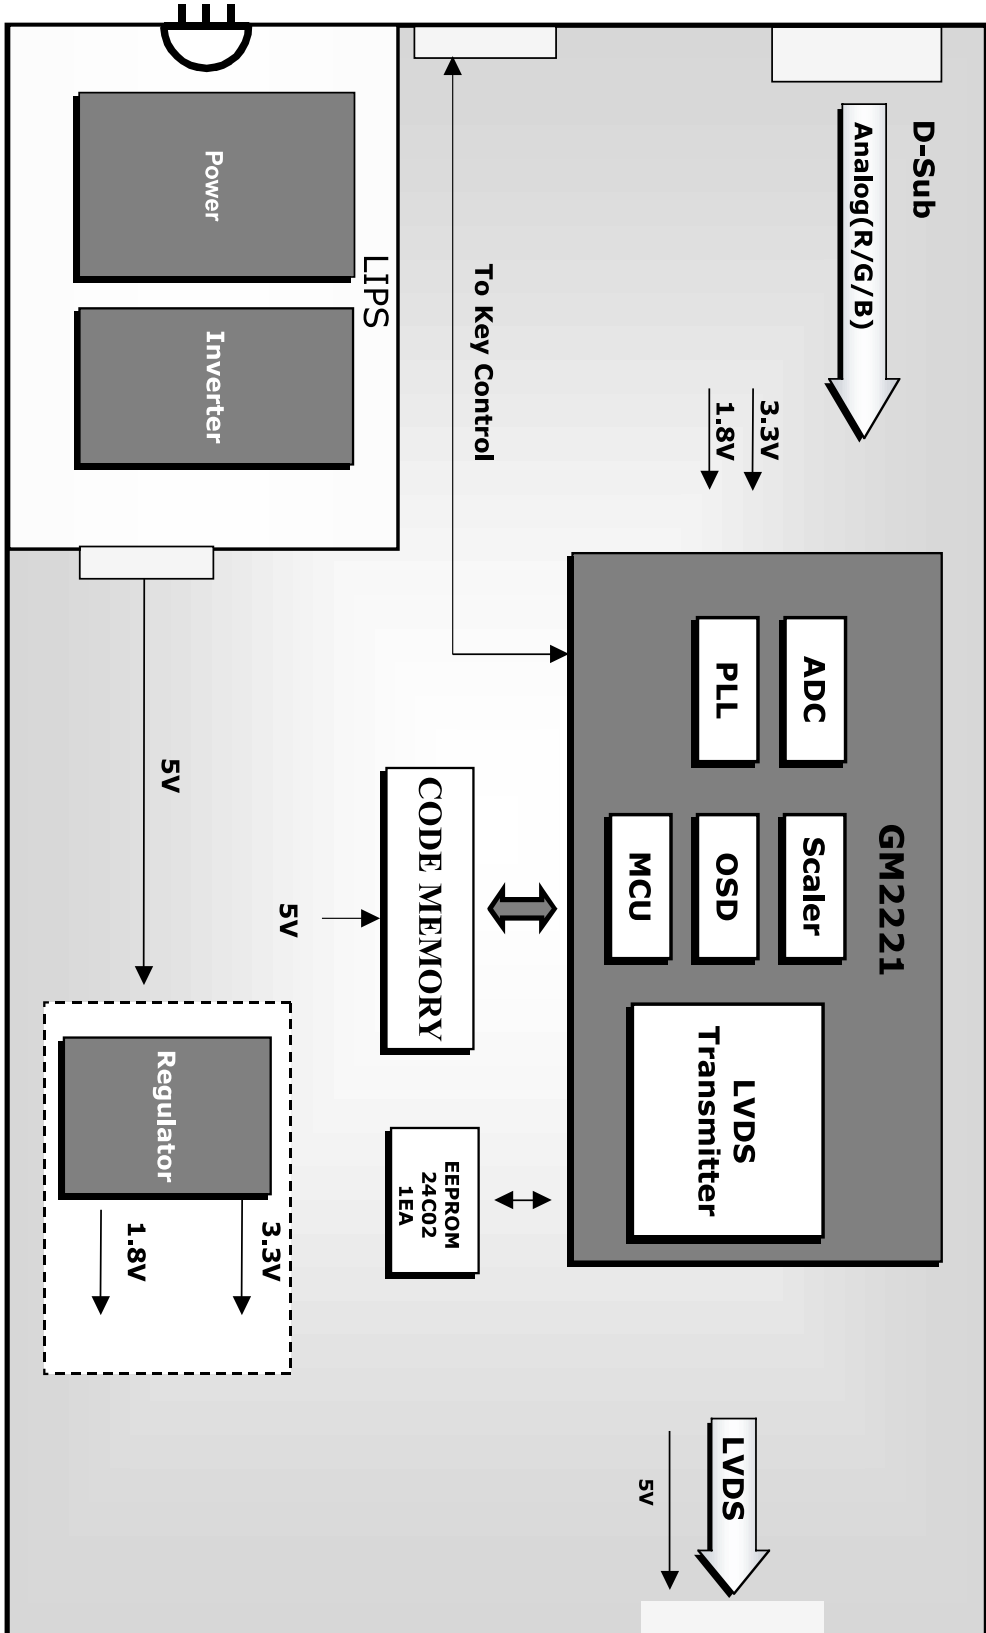 D-Sub
Analog(R/G/B)
3.3V
1.8V
To Key Control
LIPS
Power
Inverter
GM2221
ADC
PLL
Scaler
OSD
MCU
LVDS
Transmitter
CODE MEMORY
5V
EEPROM
24C02
1EA
5V
Regulator
3.3V
1.8V
LVDS
5V